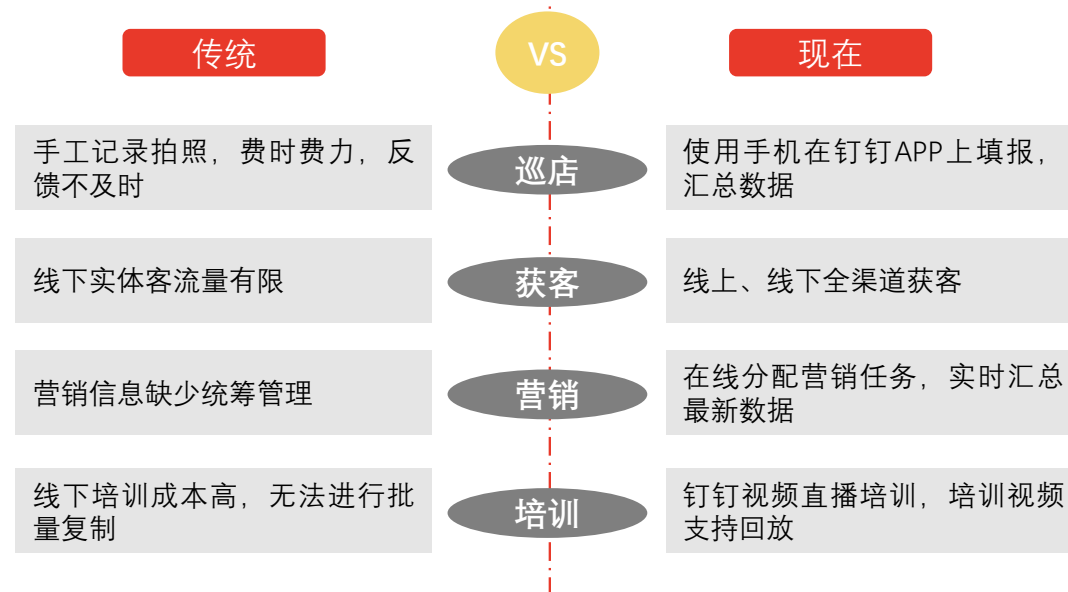 传统
VS
现在
手工记录拍照，费时费力，反
馈不及时
巡店
使用手机在钉钉APP上填报，
汇总数据
线下实体客流量有限
获客
线上、线下全渠道获客
营销信息缺少统筹管理
营销
在线分配营销任务，实时汇总
最新数据
线下培训成本高，无法进行批
量复制
培训
钉钉视频直播培训，培训视频
支持回放